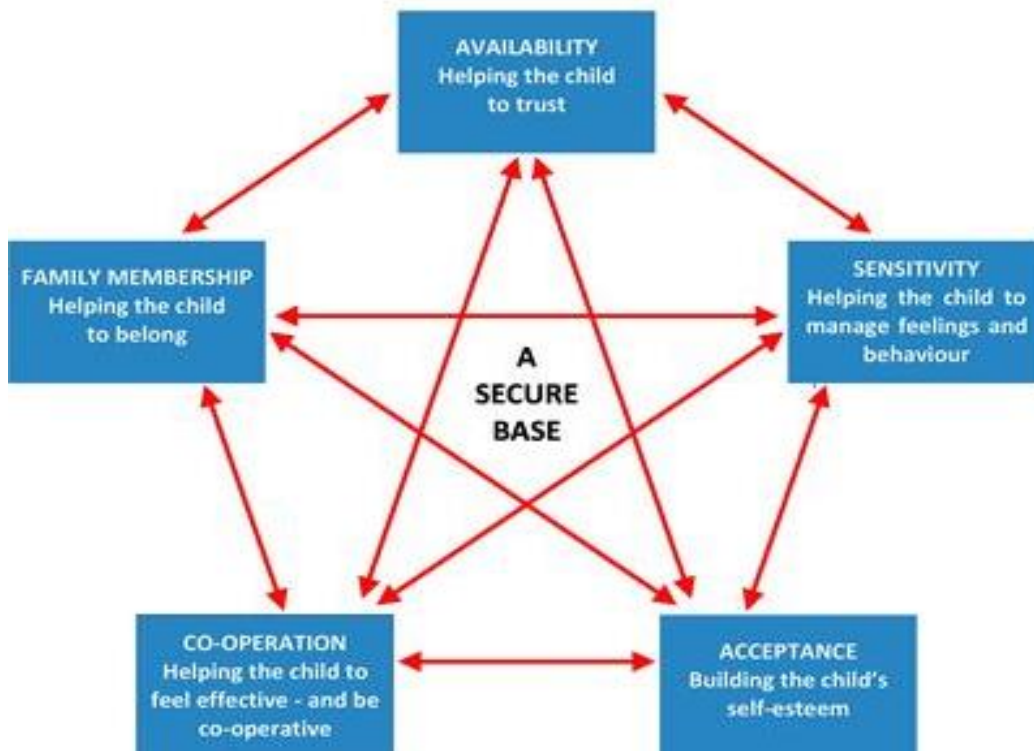 AVAILABILITY
Helping the child
to trust
FAMILY MEMBERSHIP
Helping the child
to belong
SENSITIVITY
Helping the child to
manage feelings and
behaviour
A
SECURE
BASE
CO-OPERATION
Helping the child to
feel effective - and be
co-operative
ACCEPTANCE
Building the child's
self-esteem